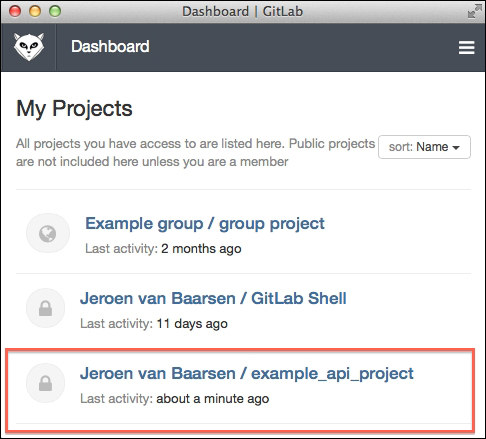 Dashboard | GitLab
Dashboard
My Projects
All projects you have access to are listed here. Public projects
are not included here unless you are a member
sort: Name
Example group / group project
Last activity: 2 months ago
Jeroen van Baarsen / GitLab Shell
Last activity: 11 days ago
Jeroen van Baarsen / example_api_project
Last activity: about a minute ago